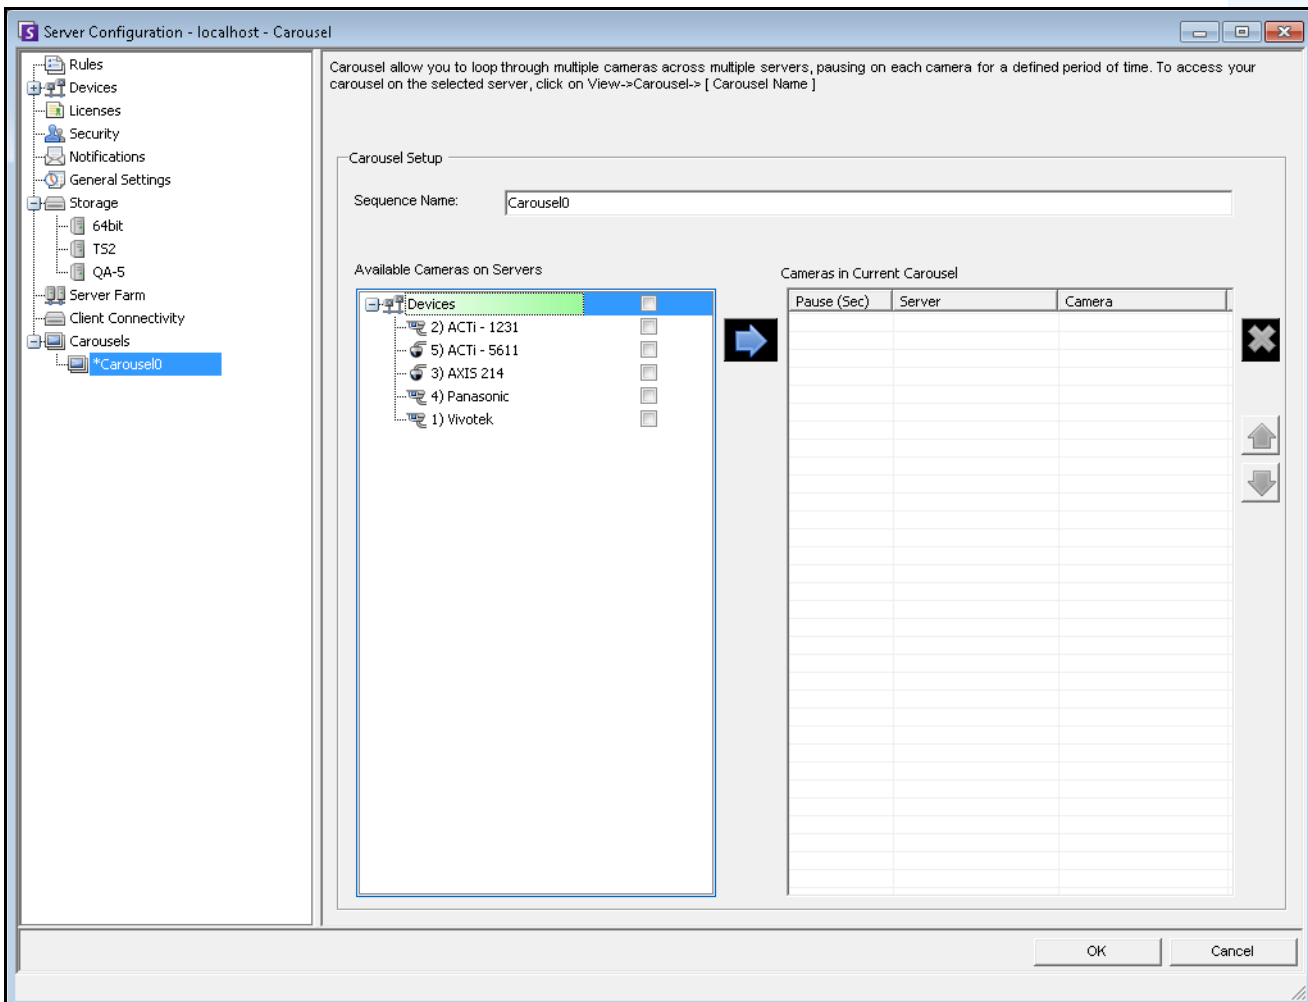 Server Configuration - localhost - Carousel
Rules
Devices
Licenses
Security
Notifications
General Settings
Storage
64bit
TS2
QA-5
Server Farm
Client Connectivity
Carousels
*Carousel0
Carousel allow you to loop through multiple cameras across multiple servers, pausing on each camera for a defined period of time. To access your
carousel on the selected server, click on View->Carousel-> [ Carousel Name ]
Carousel Setup
Sequence Name:
Carousel0
Available Cameras on Servers
Devices
2) ACTi - 1231
5) ACTi - 5611
3) AXIS 214
4) Panasonic
1) Vivotek
Cameras in Current Carousel
Pause (Sec) Server Camera
OK Cancel